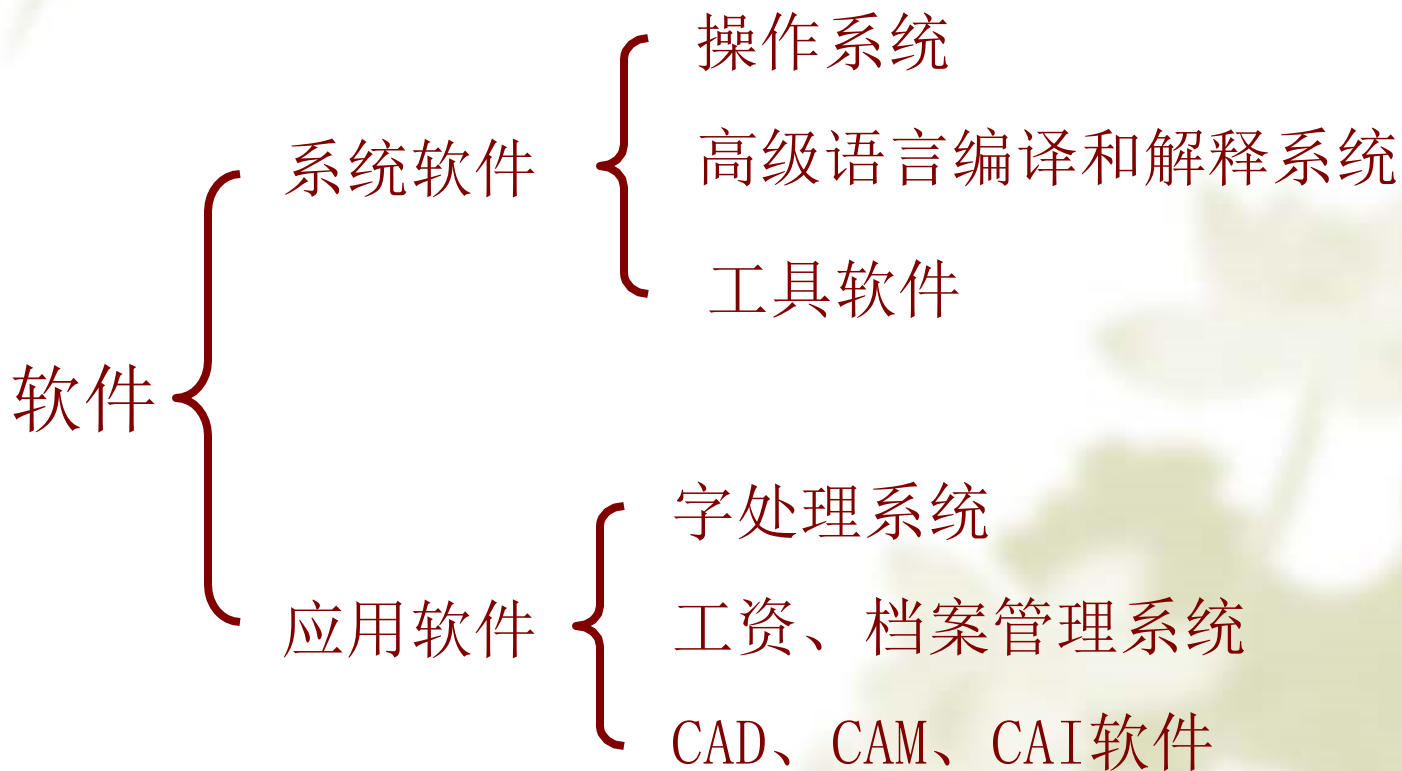 操作系统
系统软件
高级语言编译和解释系统
工具软件
软件
字处理系统
应用软件
工资、档案管理系统
CAD、CAM、CAI软件